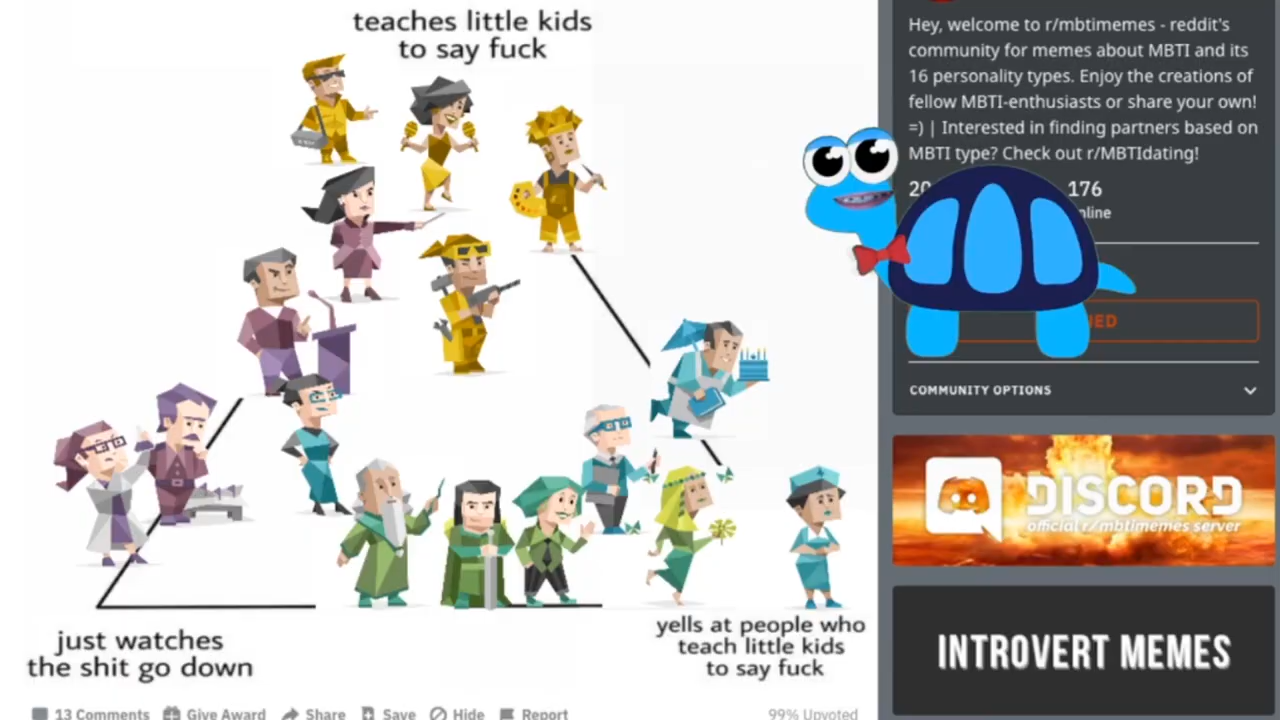 teaches little kids
to say fuck
just watches
the shit go down
yells at people who
teach little kids
to say fuck
13 Comments Give Award Share Save Hide Report
99% Upvoted
Hey, welcome to r/mbtimemes - reddit's
community for memes about MBTI and its
16 personality types. Enjoy the creations of
fellow MBTI-enthusiasts or share your own!
=) | Interested in finding partners based on
MBTI type? Check out r/MBTIdating!
176
COMMUNITY OPTIONS
DISCORD
official r/mbtimemes server
INTROVERT MEMES